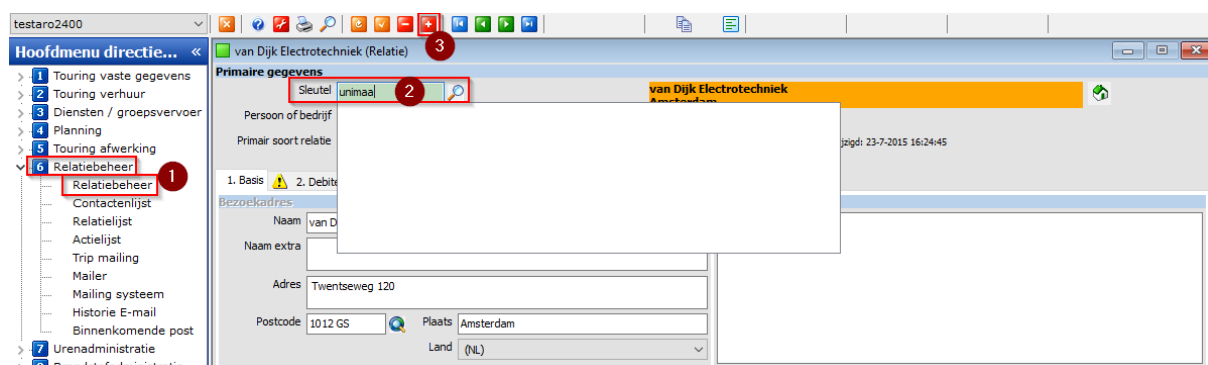 testaro2400
Hoofdmenu directie... «
van Dijk Electrotechniek (Relatie)
3
1 Touring vaste gegevens
2 Touring verhuur
3 Diensten / groepsvervoer
4 Planning
5 Touring afwerking
6 Relatiebeheer
1
Relatiebeheer
Contactenlijst
Relatielijst
Actielijst
Trip mailing
Mailer
Mailing systeem
Historie E-mail
Binnenkomende post
7 Urenadministratie
Primaire gegevens
Sleutel unimaa
2
van Dijk Electrotechniek
Amsterdam
Persoon of bedrijf
Primair soort relatie
jzigd: 23-7-2015 16:24:45
1. Basis 2. Debite
Bezoekadres
Naam van D
Naam extra
Adres Twentseweg 120
Postcode 1012 GS Plaats Amsterdam
Land (NL)